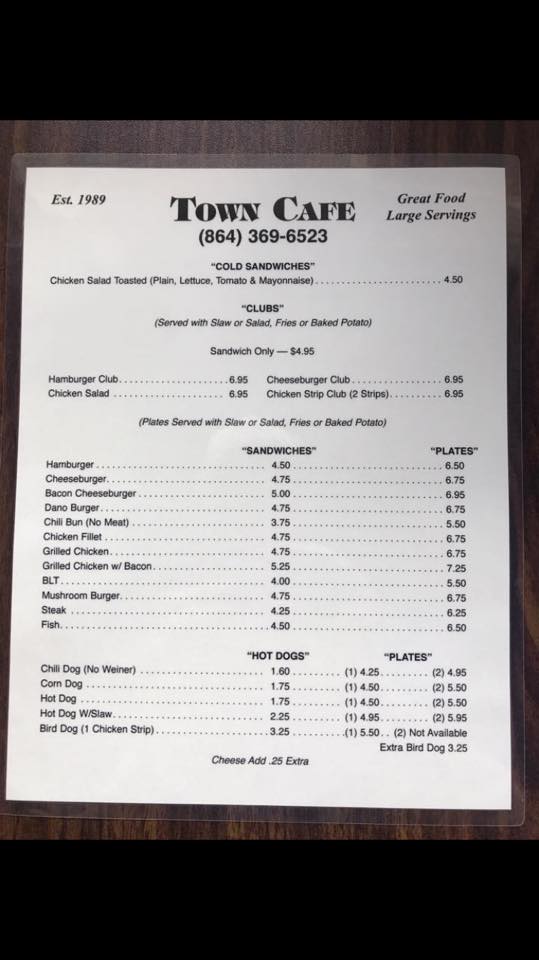 Est. 1989
TOWN CAFE
Great Food
Large Servings
(864) 369-6523
"COLD SANDWICHES"
Chicken Salad Toasted (Plain, Lettuce, Tomato & Mayonnaise) . . . . . . . . . . . . . . . . . . . . . . . . 4.50
"CLUBS"
(Served with Slaw or Salad, Fries or Baked Potato)
Sandwich Only — $4.95
Hamburger Club. . . . . . . . . . . . . . . . . . . . . 6.95 Cheeseburger Club . . . . . . . . . . . . . . . . . . 6.95
Chicken Salad . . . . . . . . . . . . . . . . . . . . . . 6.95 Chicken Strip Club (2 Strips). . . . . . . . . . . 6.95
(Plates Served with Slaw or Salad, Fries or Baked Potato)
"SANDWICHES" "PLATES"
Hamburger . . . . . . . . . . 4.50 . . . . . . . . . . 6.50
Cheeseburger. . . . . . . . . . 4.75 . . . . . . . . . . 6.75
Bacon Cheeseburger . . . . . . . . . . 5.00 . . . . . . . . . . 6.95
Dano Burger. . . . . . . . . . 4.75 . . . . . . . . . . 6.75
Chili Bun (No Meat) . . . . . . . . . . 3.75 . . . . . . . . . . 5.50
Chicken Fillet . . . . . . . . . . 4.75 . . . . . . . . . . 6.75
Grilled Chicken. . . . . . . . . . 4.75 . . . . . . . . . . 6.75
Grilled Chicken w/ Bacon. . . . . . . . . . 5.25 . . . . . . . . . . 7.25
BLT. . . . . . . . . . 4.00 . . . . . . . . . . 5.50
Mushroom Burger. . . . . . . . . . 4.75 . . . . . . . . . . 6.75
Steak . . . . . . . . . . 4.25 . . . . . . . . . . 6.25
Fish. . . . . . . . . . 4.50 . . . . . . . . . . 6.50
"HOT DOGS" "PLATES"
Chili Dog (No Weiner) . . . . . . . . . . 1.60 . . . . . . . . . . (1) 4.25. . . . . . . . (2) 4.95
Corn Dog . . . . . . . . . . 1.75 . . . . . . . . . . (1) 4.50. . . . . . . . (2) 5.50
Hot Dog . . . . . . . . . . 1.75 . . . . . . . . . . (1) 4.50. . . . . . . . (2) 5.50
Hot Dog W/Slaw. . . . . . . . . . 2.25 . . . . . . . . . . (1) 4.95. . . . . . . . (2) 5.95
Bird Dog (1 Chicken Strip) . . . . . . . . . . 3.25 . . . . . . . . . . (1) 5.50. . (2) Not Available
Extra Bird Dog 3.25
Cheese Add .25 Extra